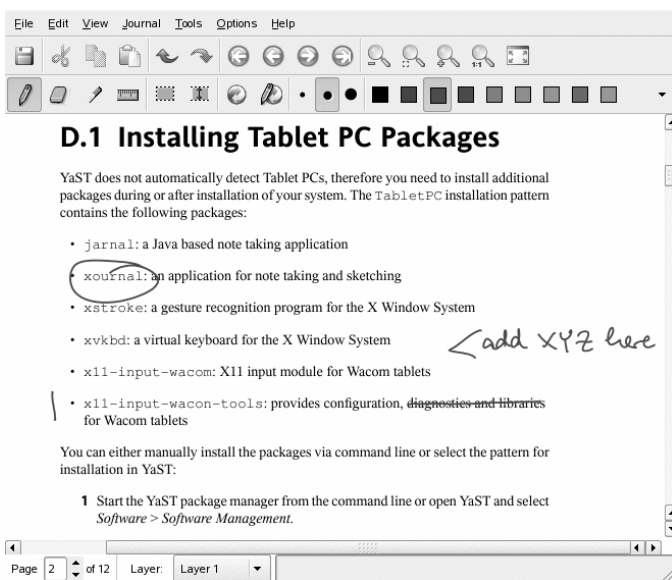 File Edit View Journal Tools Options Help
D.1 Installing Tablet PC Packages
YaST does not automatically detect Tablet PCs, therefore you need to install additional
packages during or after installation of your system. The TabletPC installation pattern
contains the following packages:
• jarnal: a Java based note taking application
• xournal: an application for note taking and sketching
• xstroke: a gesture recognition program for the X Window System
• xvkbd: a virtual keyboard for the X Window System
<add XYZ here
• x11-input-wacom: X11 input module for Wacom tablets
• x11-input-wacon-tools: provides configuration, diagnostics and libraries
for Wacom tablets
You can either manually install the packages via command line or select the pattern for
installation in YaST:
1 Start the YaST package manager from the command line or open YaST and select
Software > Software Management.
Page 2 of 12 Layer: Layer 1